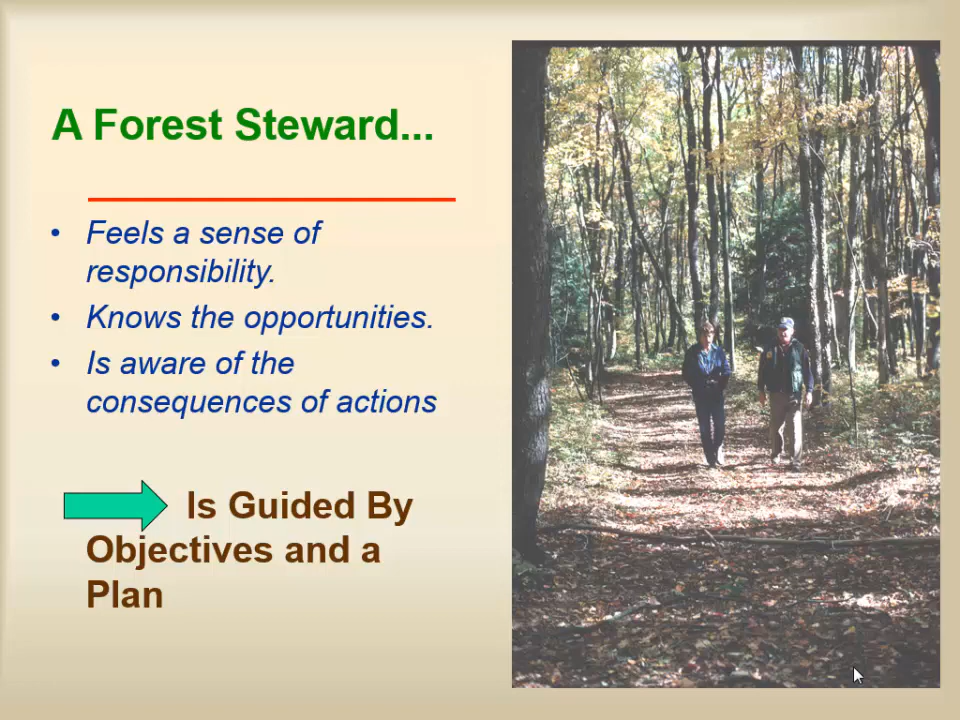 A Forest Steward...
• Feels a sense of
responsibility.
• Knows the opportunities.
• Is aware of the
consequences of actions
Is Guided By
Objectives and a
Plan